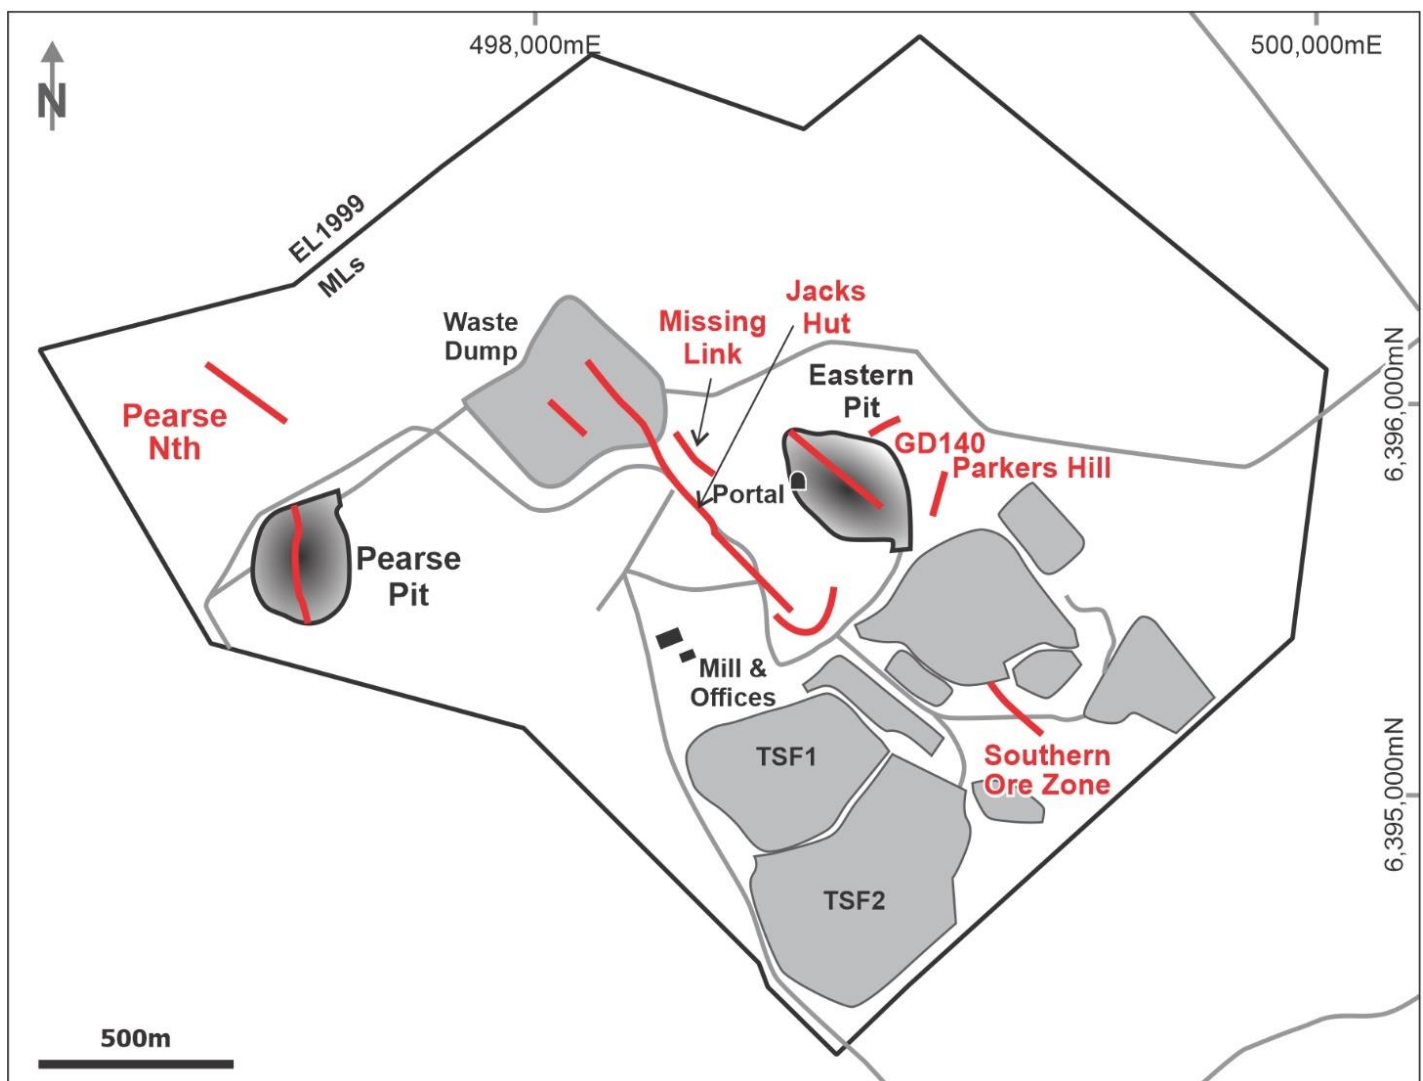 498,000mE
500,000mE
N
EL1999
MLs
Jacks
Hut
Missing
Link
Waste
Dump
Eastern
Pit
6,396,000mN
Pearse
Nth
GD140
Parkers Hill
Portal
Pearse
Pit
Mill &
Offices
TSF1
Southern
Ore Zone
6,395,000mN
TSF2
500m